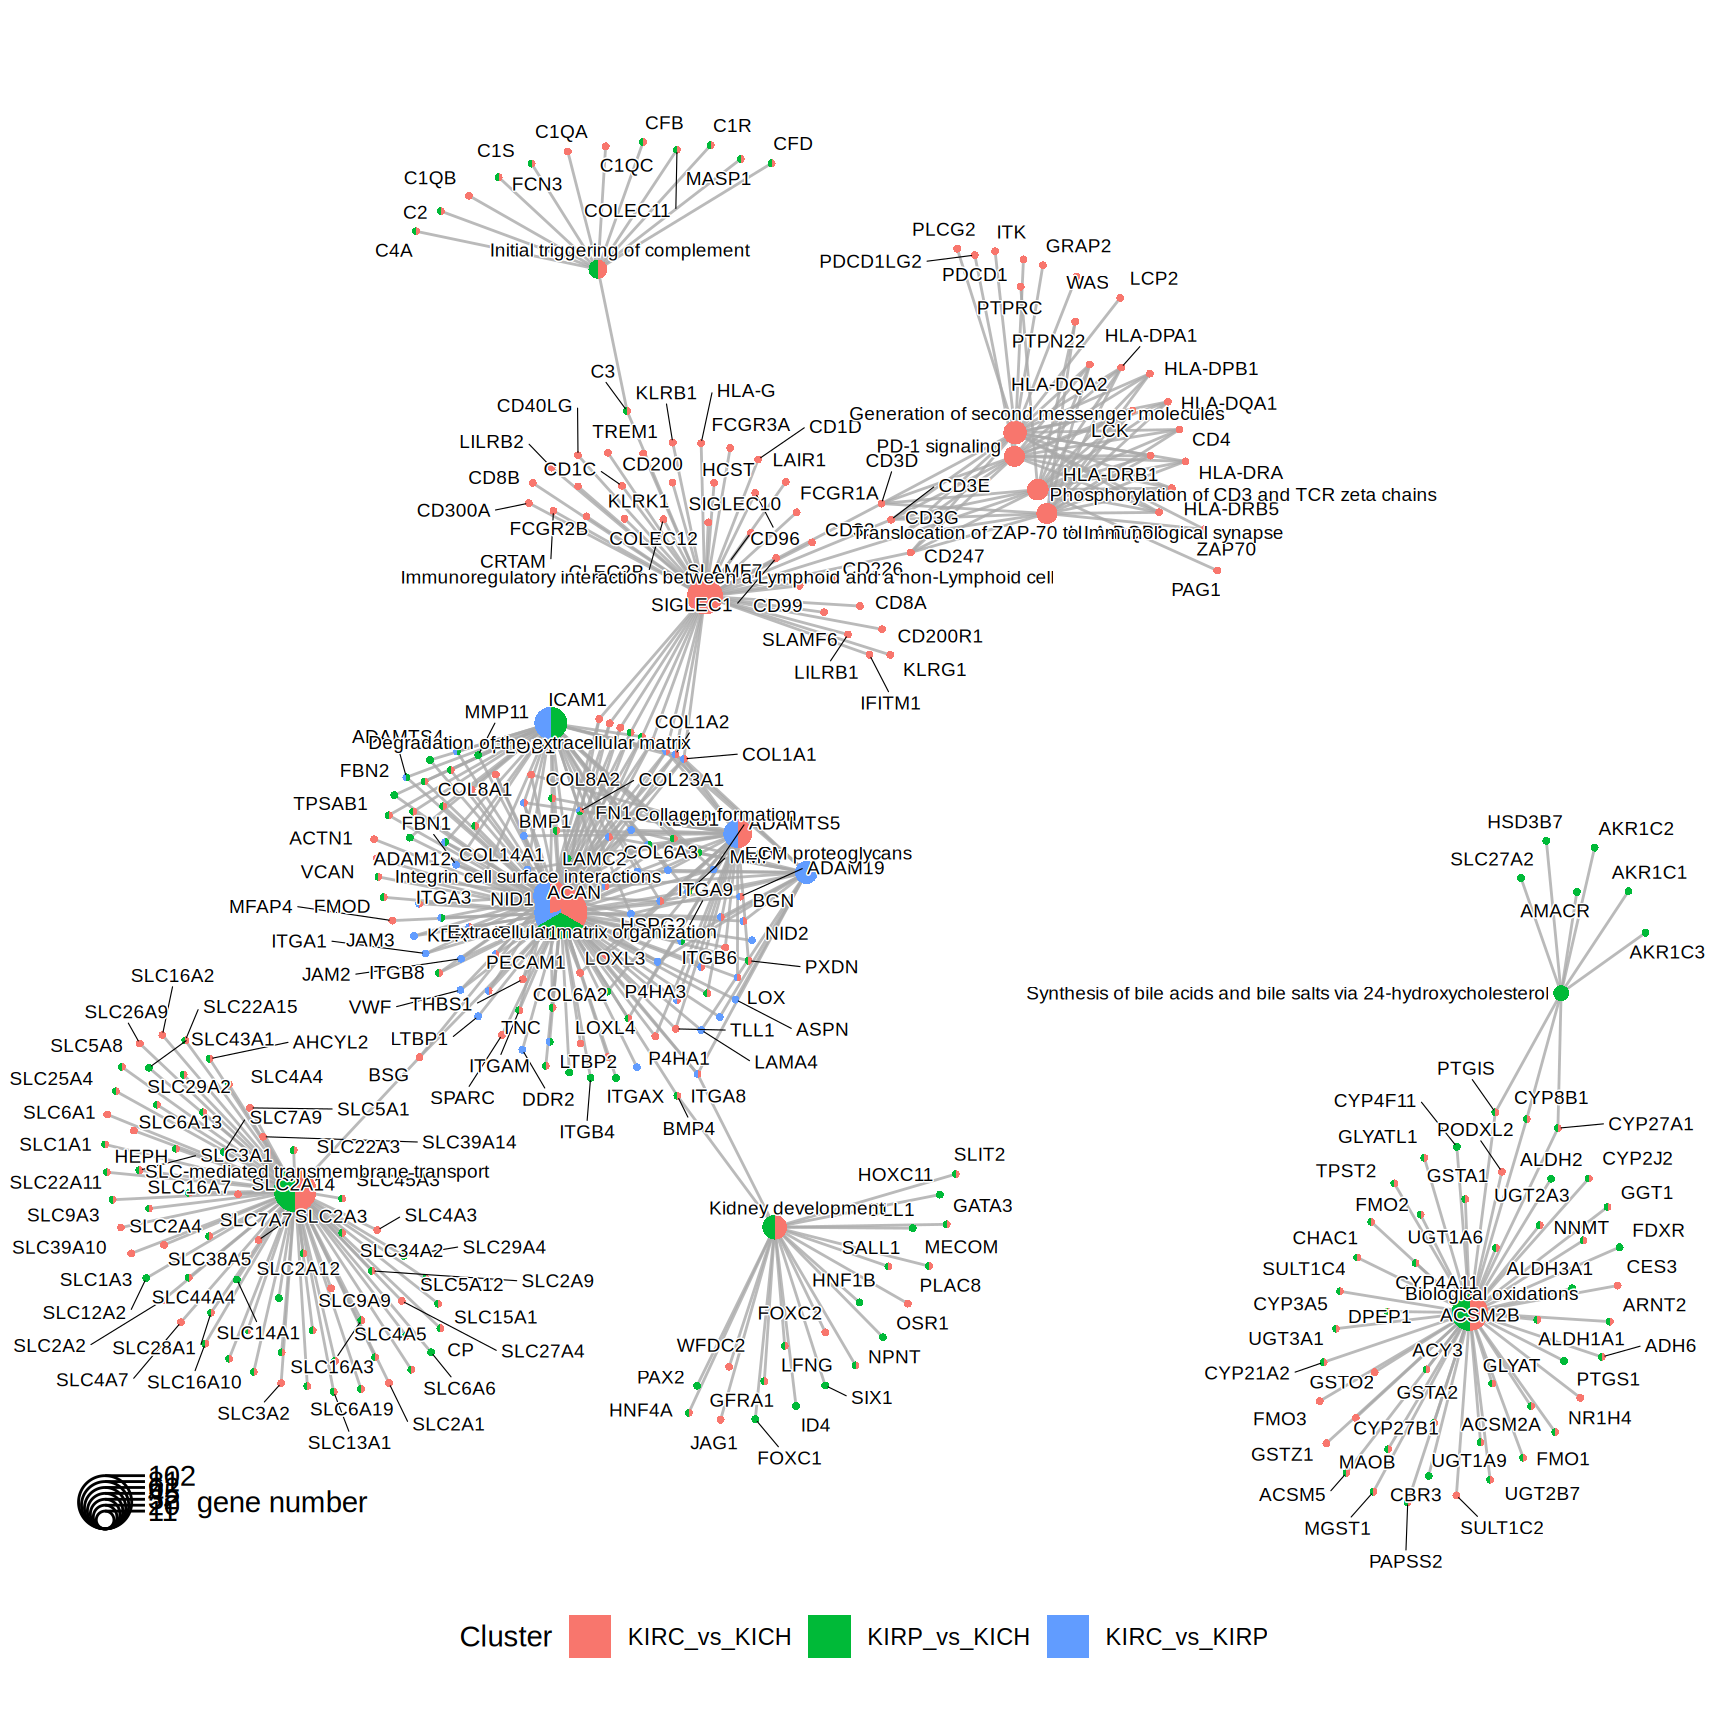 CFB
C1R
C1QA
CFD
C1S
C1QC
C1QB
FCN3
MASP1
C2
COLEC11
C4A
Initial triggering of complement
PLCG2
ITK
GRAP2
PDCD1LG2
PDCD1
WAS
LCP2
PTPRC
PTPN22
HLA-DPA1
HLA-DPB1
C3
HLA-DQA2
KLRB1
HLA-G
HLA-DQA1
CD40LG
Generation of second messenger molecules
FCGR3A
CD1D
TREM1
LCK
CD4
LILRB2
PD-1 signaling
CD3D
LAIR1
CD1C
CD200
HCST
CD8B
HLA-DRB1
HLA-DRA
CD3E
FCGR1A
Phosphorylation of CD3 and TCR zeta chains
KLRK1
SIGLEC10
CD300A
HLA-DRB5
CD3G
FCGR2B
COLEC12
CD96
Translocation of ZAP-70 to Immunological synapse
CD247
ZAP70
CRTAM
CD226
SLAMF7
Immunoregulatory interactions between a Lymphoid and a non-Lymphoid cell
PAG1
SIGLEC1
CD99
CD8A
SLAMF6
CD200R1
LILRB1
KLRG1
IFITM1
ICAM1
MMP11
COL1A2
ADAMTS4
Degradation of the extracellular matrix
COL1A1
FBN2
COL8A2
COL23A1
COL8A1
TPSAB1
FN1
Collagen formation
FBN1
BMP1
ADAMTS5
ACTN1
ADAM12
COL14A1
LAMC2
COL6A3
ECM proteoglycans
ADAM19
VCAN
Integrin cell surface interactions
ITGA9
ACAN
ITGA3
NID1
BGN
MFAP4
FMOD
HSPG2
Extracellular matrix organization
NID2
ITGA1
JAM3
PECAM1
LOXL3
ITGB6
PXDN
JAM2
ITGB8
COL6A2
P4HA3
LOX
VWF
THBS1
TNC
LOXL4
TLL1
ASPN
LTBP1
ITGAM
LTBP2
P4HA1
LAMA4
BSG
SPARC
DDR2
ITGAX
ITGA8
ITGB4
BMP4
HSD3B7
AKR1C2
SLC27A2
AKR1C1
AMACR
AKR1C3
Synthesis of bile acids and bile salts via 24-hydroxycholesterol
SLC16A2
SLC26A9
SLC22A15
SLC5A8
SLC43A1
AHCYL2
SLC25A4
SLC29A2
SLC4A4
SLC6A1
SLC6A13
SLC7A9
SLC5A1
SLC1A1
SLC22A3
SLC39A14
HEPH
SLC3A1
SLC-mediated transmembrane transport
SLC22A11
SLC16A7
SLC2A14
SLC45A3
SLC9A3
SLC2A4
SLC7A7
SLC2A3
SLC4A3
SLC39A10
SLC38A5
SLC34A2
SLC29A4
SLC1A3
SLC2A12
SLC5A12
SLC2A9
SLC12A2
SLC44A4
SLC9A9
SLC15A1
SLC2A2
SLC28A1
SLC14A1
SLC4A5
CP
SLC27A4
SLC4A7
SLC16A10
SLC16A3
SLC6A6
SLC3A2
SLC6A19
SLC2A1
SLC13A1
SLIT2
HOXC11
GATA3
Kidney development
SALL1
MECOM
HNF1B
PLAC8
FOXC2
OSR1
WFDC2
LFNG
NPNT
PAX2
GFRA1
SIX1
HNF4A
ID4
JAG1
FOXC1
PTGIS
CYP4F11
CYP8B1
GLYATL1
PODXL2
CYP27A1
TPST2
GSTA1
ALDH2
CYP2J2
FMO2
UGT2A3
GGT1
CHAC1
UGT1A6
NNMT
FDXR
SULT1C4
CYP4A11
ALDH3A1
CES3
Biological oxidations
CYP3A5
DPEP1
ACSM2B
ARNT2
UGT3A1
ACY3
ALDH1A1
ADH6
CYP21A2
GSTO2
GSTA2
GLYAT
PTGS1
FMO3
CYP27B1
ACSM2A
NR1H4
GSTZ1
MAOB
UGT1A9
FMO1
ACSM5
CBR3
UGT2B7
MGST1
SULT1C2
PAPSS2
102
11
gene number
Cluster
KIRC_vs_KICH
KIRP_vs_KICH
KIRC_vs_KIRP